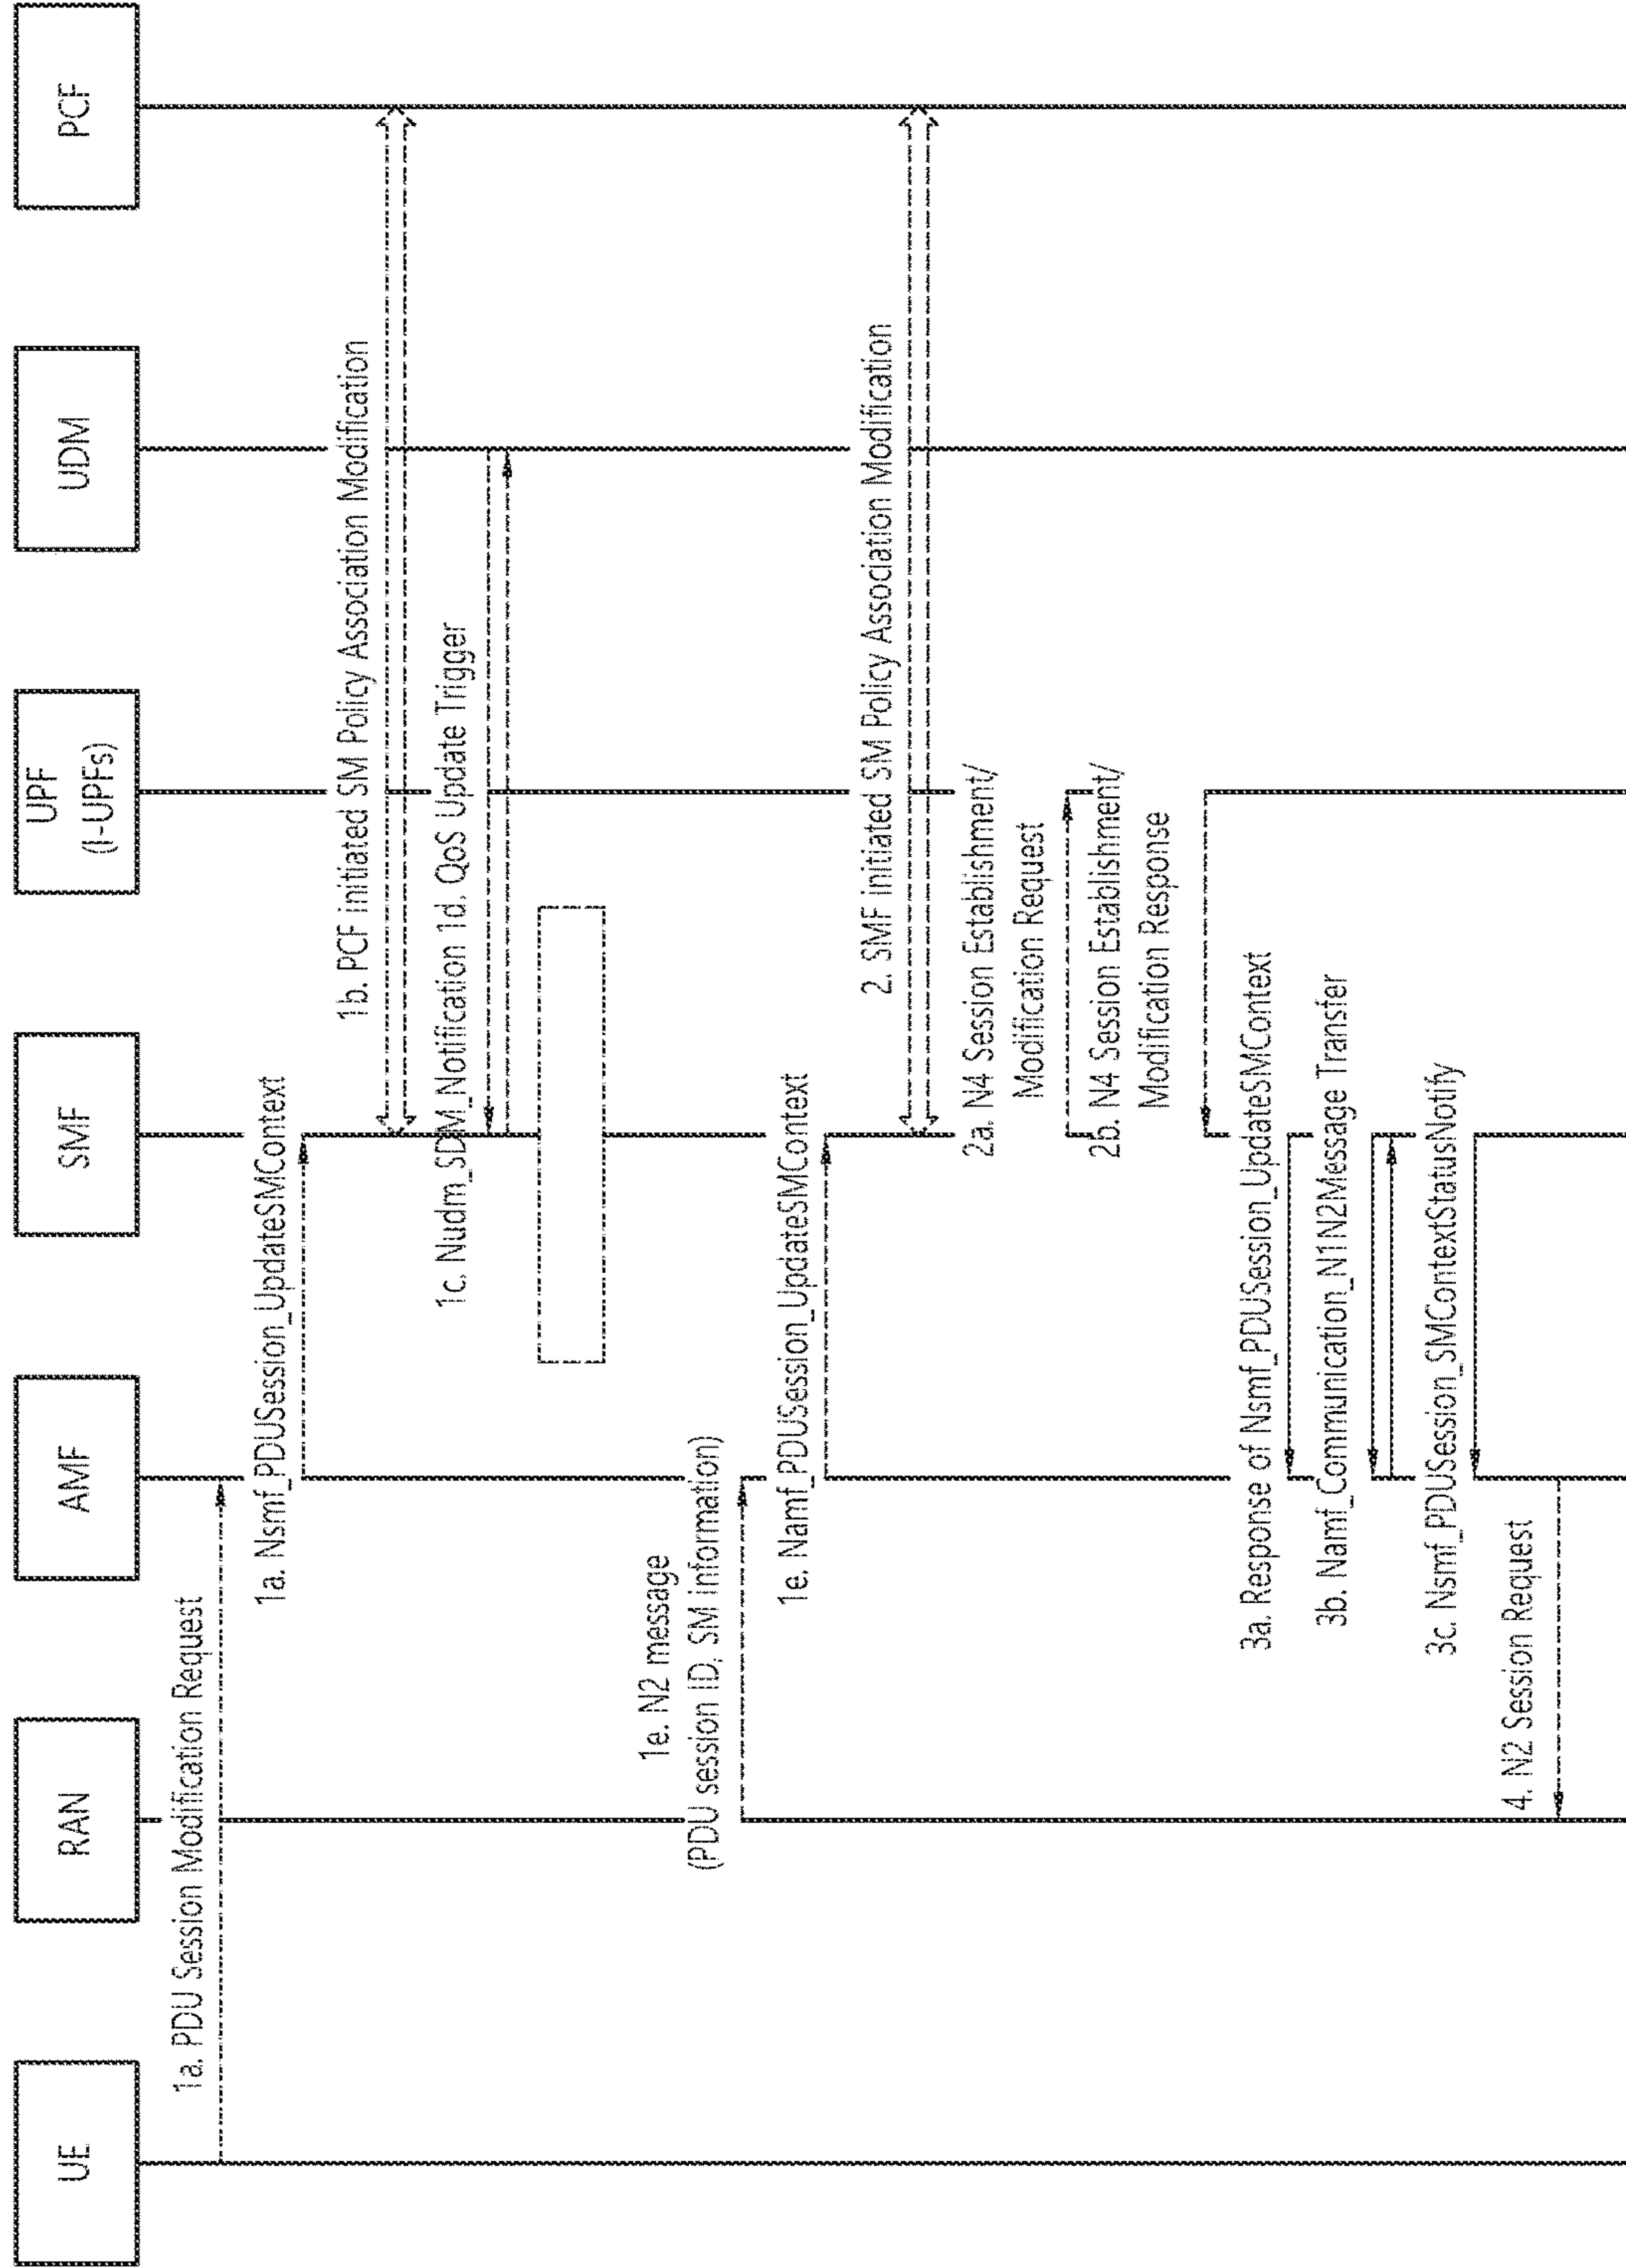 UE
RAN
AMF
SMF
UPF
(I-UPFs)
UDM
PCF
1a. PDU Session Modification Request
1a. Nsmf_PDUSession_UpdateSMContext
1b. PCF initiated SM Policy Association Modification
1c. Nudm_SDM_Notification 1d. QoS Update Trigger
1e. N2 message
(PDU session ID, SM information)
1e. Namf_PDUSession_UpdateSMContext
2. SMF initiated SM Policy Association Modification
2a. N4 Session Establishment/
Modification Request
2b. N4 Session Establishment/
Modification Response
3a. Response of Nsmf_PDUSession_UpdateSMContext
3b. Namf_Communication_N1N2Message Transfer
3c. Nsmf_PDUSession_SMContextStatusNotify
4. N2 Session Request